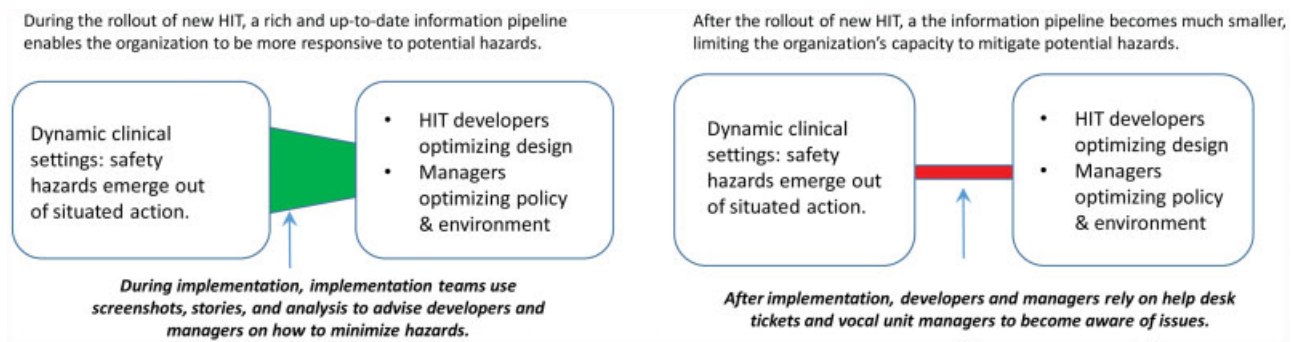 During the rollout of new HIT, a rich and up-to-date information pipeline
enables the organization to be more responsive to potential hazards.
Dynamic clinical
settings: safety
hazards emerge out
of situated action.
• HIT developers
optimizing design
• Managers
optimizing policy
& environment
During implementation, implementation teams use
screenshots, stories, and analysis to advise developers and
managers on how to minimize hazards.
After the rollout of new HIT, a the information pipeline becomes much smaller,
limiting the organization's capacity to mitigate potential hazards.
Dynamic clinical
settings: safety
hazards emerge out
of situated action.
• HIT developers
optimizing design
• Managers
optimizing policy
& environment
After implementation, developers and managers rely on help desk
tickets and vocal unit managers to become aware of issues.